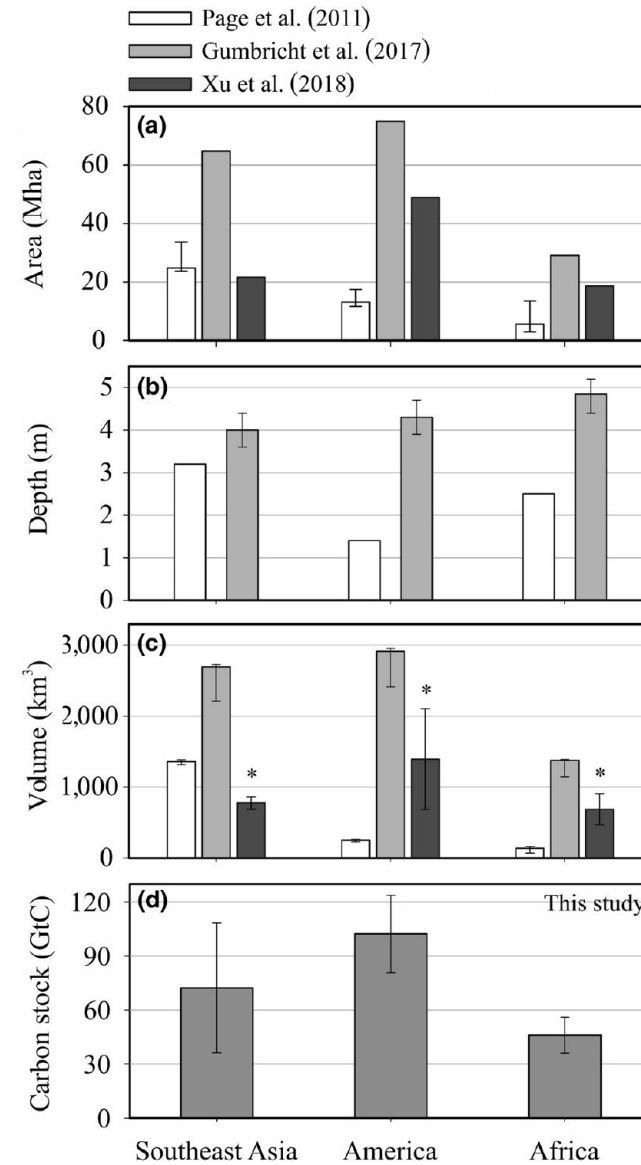 Page et al. (2011)
Gumbricht et al. (2017)
Xu et al. (2018)
(a)
Area (Mha)
80
60
40
20
0
(b)
Depth (m)
5
4
3
2
1
0
(c)
Volume (km³)
3,000
2,000
1,000
0
*
*
*
(d)
This study
Carbon stock (GtC)
120
90
60
30
0
Southeast Asia America Africa